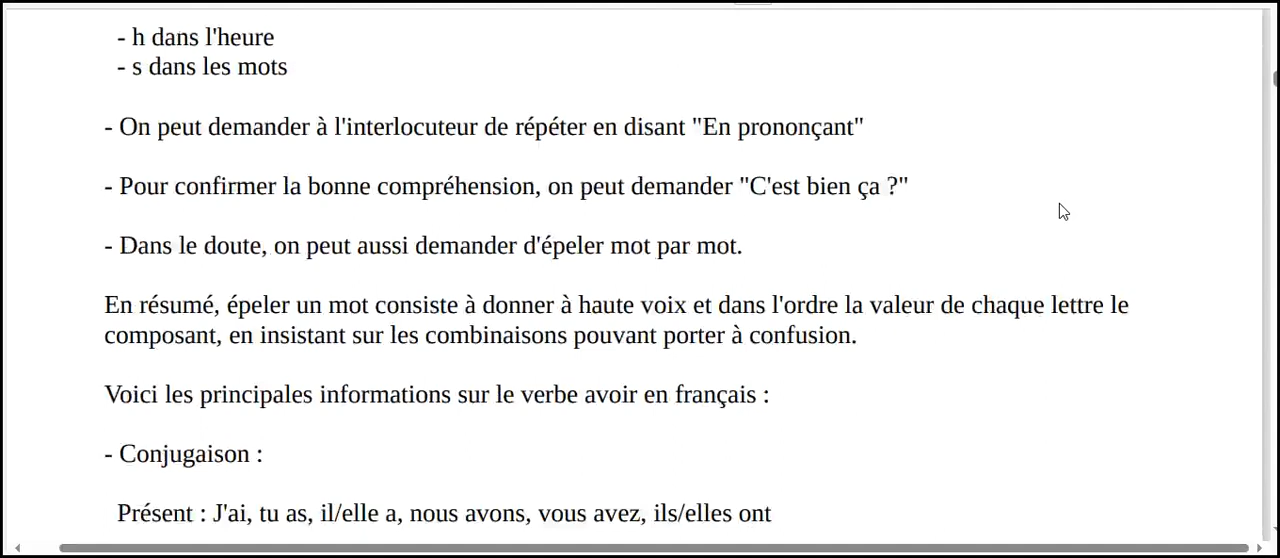 - h dans l'heure
- s dans les mots
- On peut demander à l'interlocuteur de répéter en disant "En prononçant"
- Pour confirmer la bonne compréhension, on peut demander "C'est bien ça ?"
- Dans le doute, on peut aussi demander d'épeler mot par mot.
En résumé, épeler un mot consiste à donner à haute voix et dans l'ordre la valeur de chaque lettre le
composant, en insistant sur les combinaisons pouvant porter à confusion.
Voici les principales informations sur le verbe avoir en français :
- Conjugaison :
Présent : J'ai, tu as, il/elle a, nous avons, vous avez, ils/elles ont